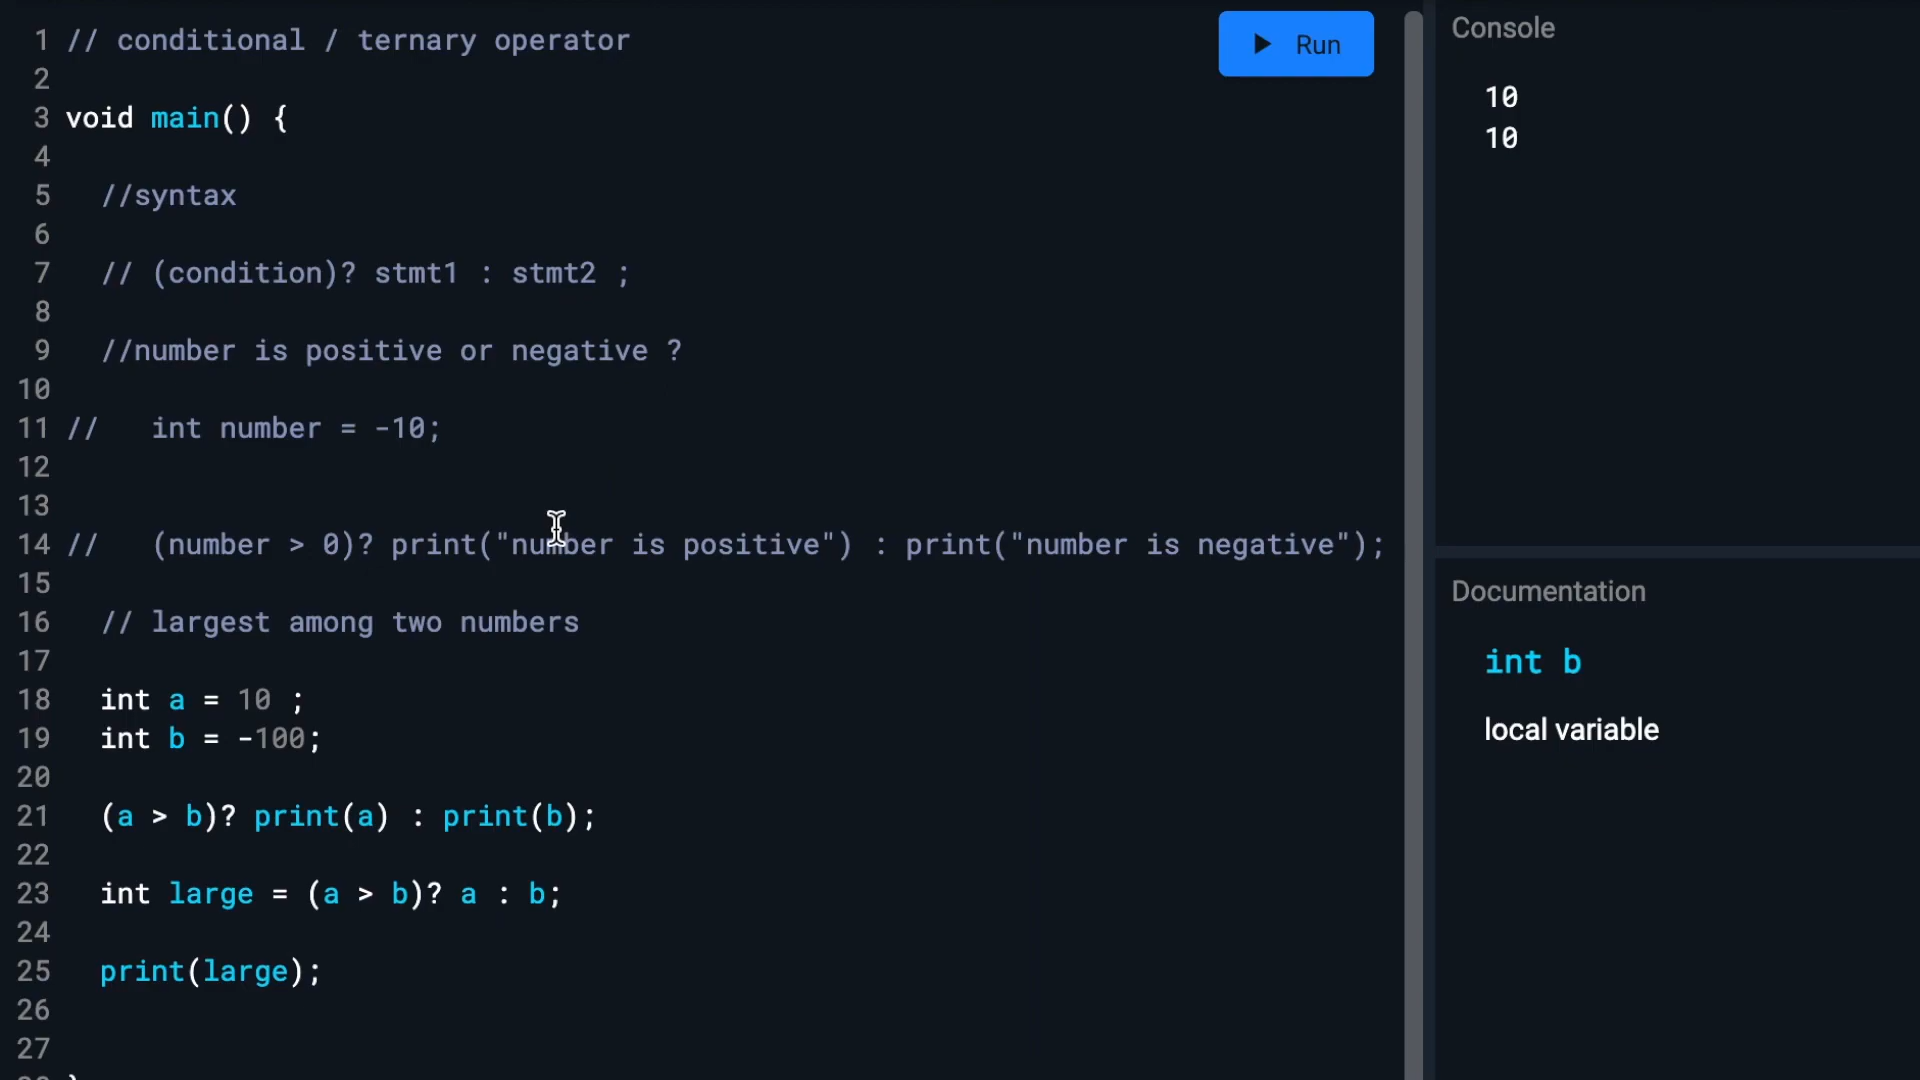 1 // conditional / ternary operator
2
3 void main() {
4
5 //syntax
6
7 // (condition)? stmt1 : stmt2 ;
8
9 //number is positive or negative ?
10
11 // int number = -10;
12
13
14 // (number > 0)? print("number is positive") : print("number is negative");
15
16 // largest among two numbers
17
18 int a = 10 ;
19 int b = -100;
20
21 (a > b)? print(a) : print(b);
22
23 int large = (a > b)? a : b;
24
25 print(large);
26
27
Run
Console
10
10
Documentation
int b
local variable